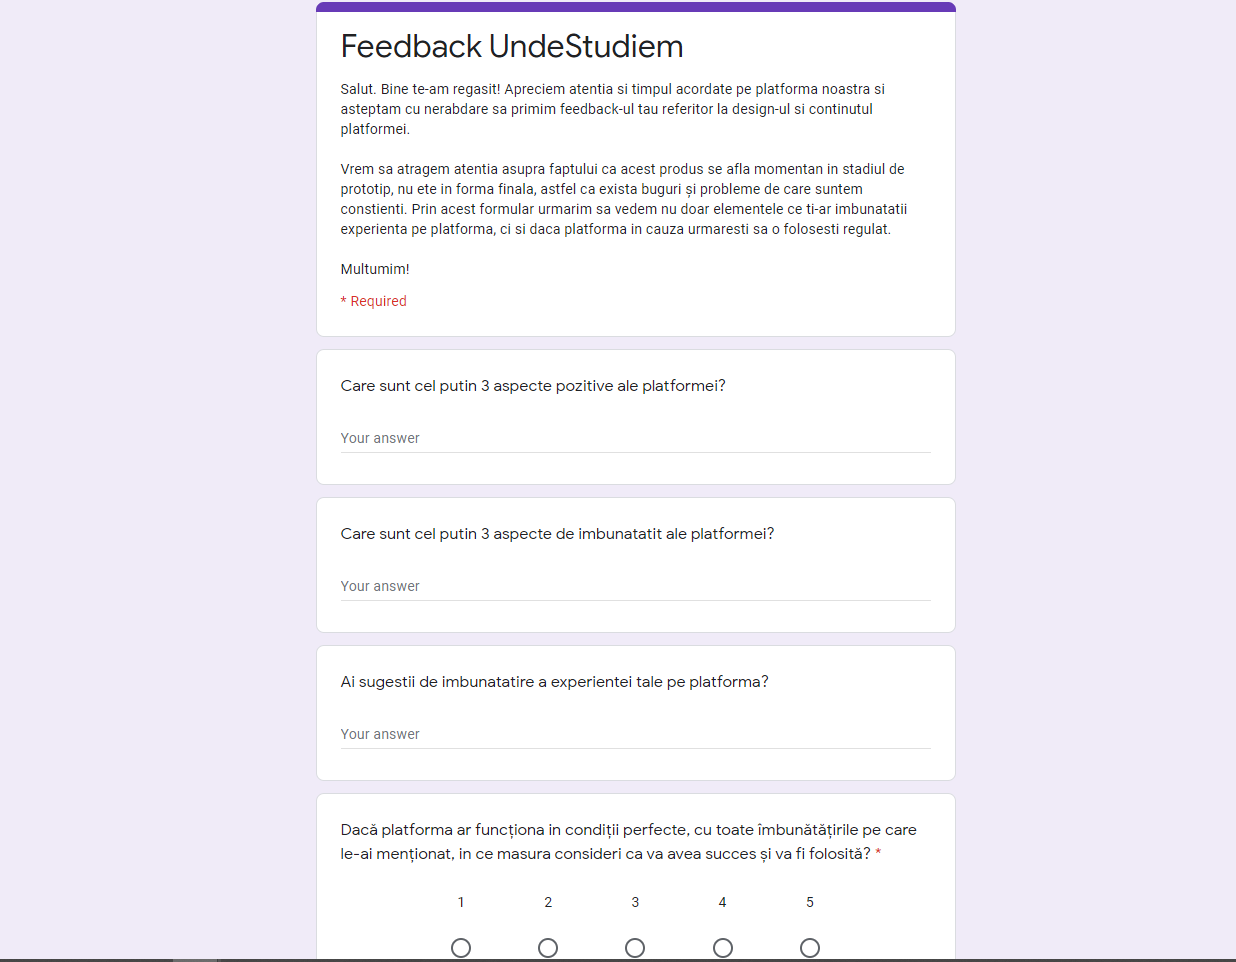 Feedback UndeStudiem
Salut. Bine te-am regasit! Apreciem atentia si timpul acordate pe platforma noastra si
asteptam cu nerabdare sa primim feedback-ul tau referitor la design-ul si continutul
platformei.
Vrem sa atragem atentia asupra faptului ca acest produs se afla momentan in stadiul de
prototip, nu ete in forma finala, astfel ca exista buguri și probleme de care suntem
constienti. Prin acest formular urmarim sa vedem nu doar elementele ce ti-ar imbunatatii
experienta pe platforma, ci si daca platforma in cauza urmaresti sa o folosesti regulat.
Multumim!
* Required
Care sunt cel putin 3 aspecte pozitive ale platformei?
Your answer
Care sunt cel putin 3 aspecte de imbunatatit ale platformei?
Your answer
Ai sugestii de imbunatatire a experientei tale pe platforma?
Your answer
Dacă platforma ar funcționa in condiții perfecte, cu toate îmbunătățirile pe care
le-ai menționat, in ce masura consideri ca va avea succes și va fi folosită? *
1 2 3 4 5